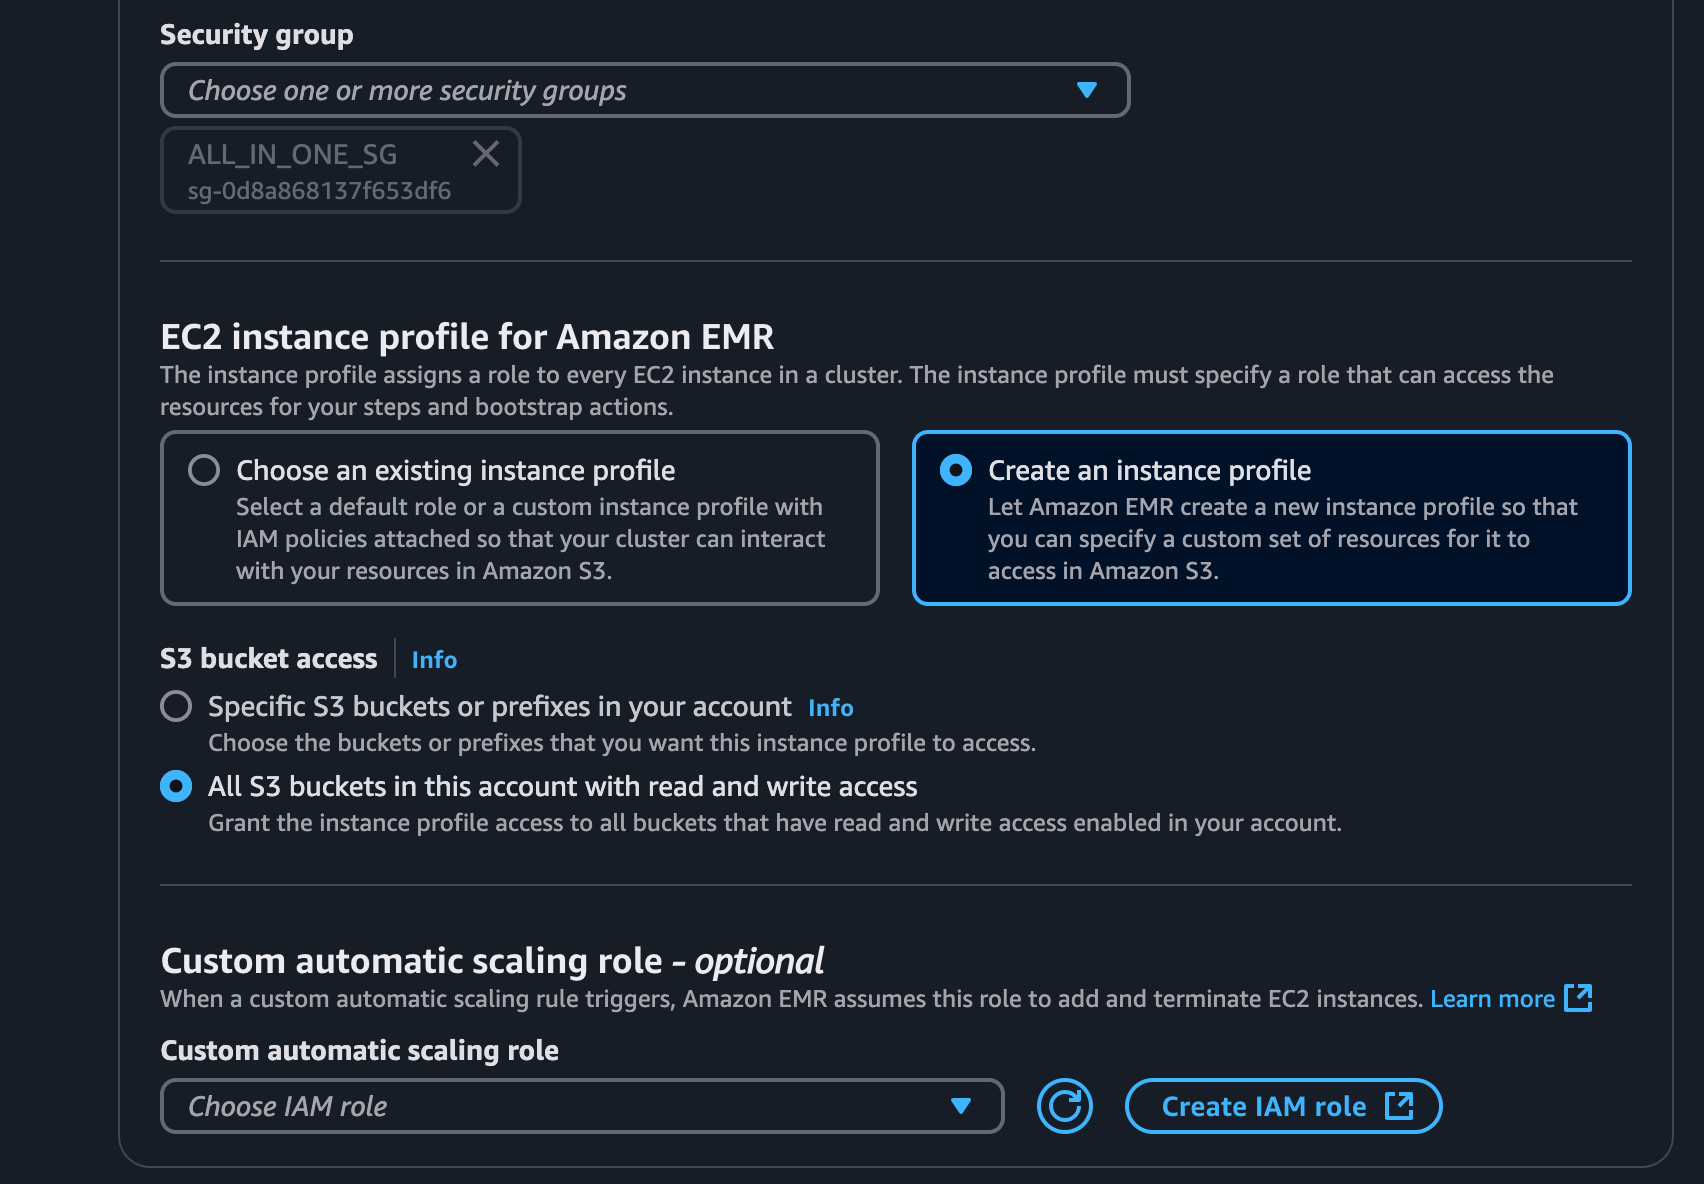 Security group
Choose one or more security groups
ALL_IN_ONE_SG
sg-0d8a868137f653df6
EC2 instance profile for Amazon EMR
The instance profile assigns a role to every EC2 instance in a cluster. The instance profile must specify a role that can access the
resources for your steps and bootstrap actions.
Choose an existing instance profile
Select a default role or a custom instance profile with
IAM policies attached so that your cluster can interact
with your resources in Amazon S3.
Create an instance profile
Let Amazon EMR create a new instance profile so that
you can specify a custom set of resources for it to
access in Amazon S3.
S3 bucket access Info
Specific S3 buckets or prefixes in your account Info
Choose the buckets or prefixes that you want this instance profile to access.
All S3 buckets in this account with read and write access
Grant the instance profile access to all buckets that have read and write access enabled in your account.
Custom automatic scaling role - optional
When a custom automatic scaling rule triggers, Amazon EMR assumes this role to add and terminate EC2 instances. Learn more
Custom automatic scaling role
Choose IAM role
Create IAM role